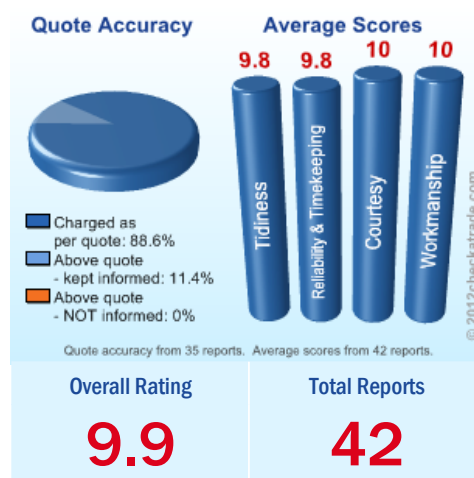 Quote Accuracy
Average Scores
9.8
9.8
10
10
Tidiness
Reliability & Timekeeping
Courtesy
Workmanship
Charged as
per quote: 88.6%
Above quote
- kept informed: 11.4%
Above quote
- NOT informed: 0%
© 2012checkatrade.com
Quote accuracy from 35 reports. Average scores from 42 reports.
Overall Rating
Total Reports
9.9
42